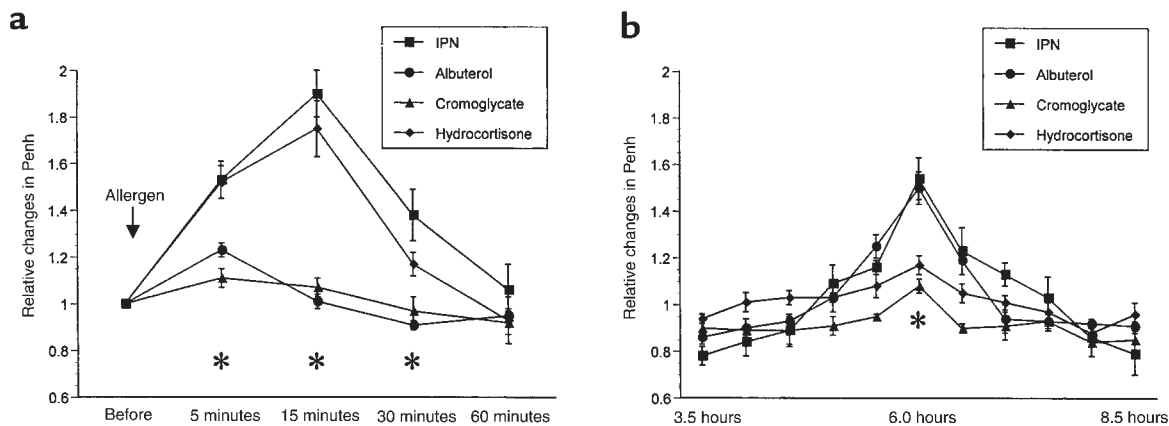 a
IPN
Albuterol
Cromoglycate
Hydrocortisone
Relative changes in Penh
2
1.8
1.6
1.4
1.2
1
0.8
0.6
Allergen
* * *
Before 5 minutes 15 minutes 30 minutes 60 minutes
b
IPN
Albuterol
Cromoglycate
Hydrocortisone
Relative changes in Penh
2
1.8
1.6
1.4
1.2
1
0.8
0.6
*
3.5 hours 6.0 hours 8.5 hours